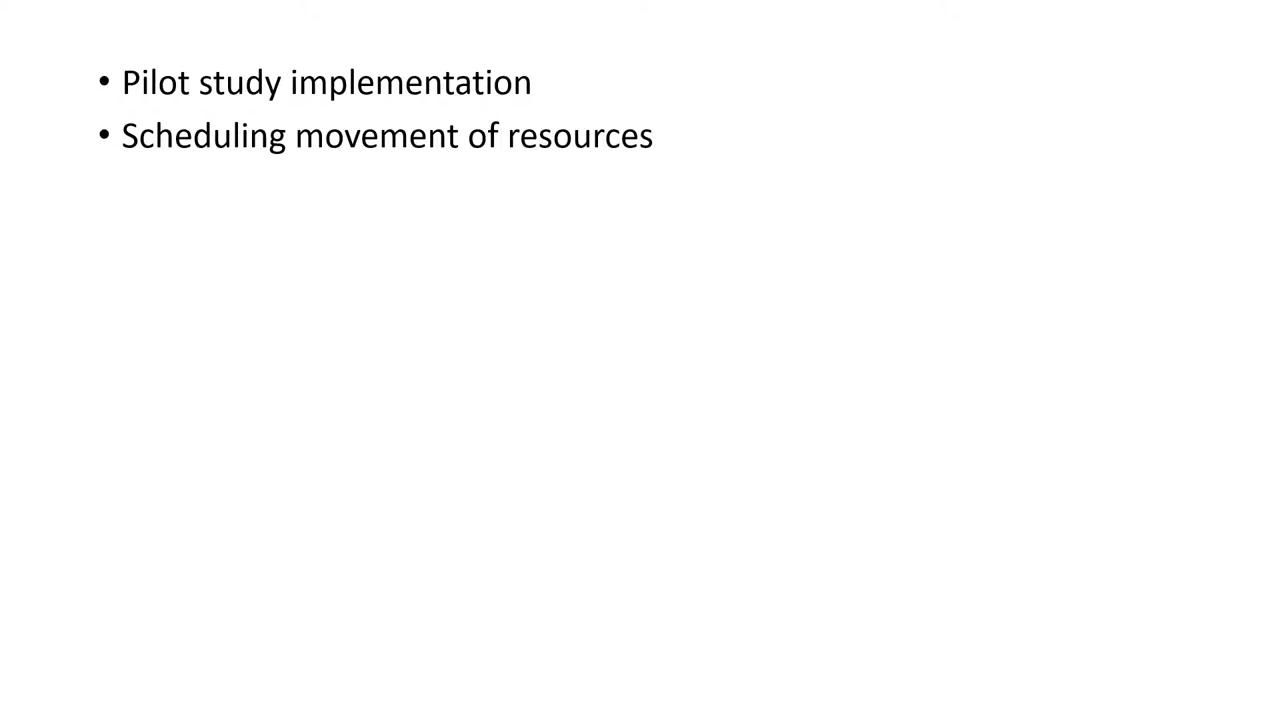 • Pilot study implementation
• Scheduling movement of resources